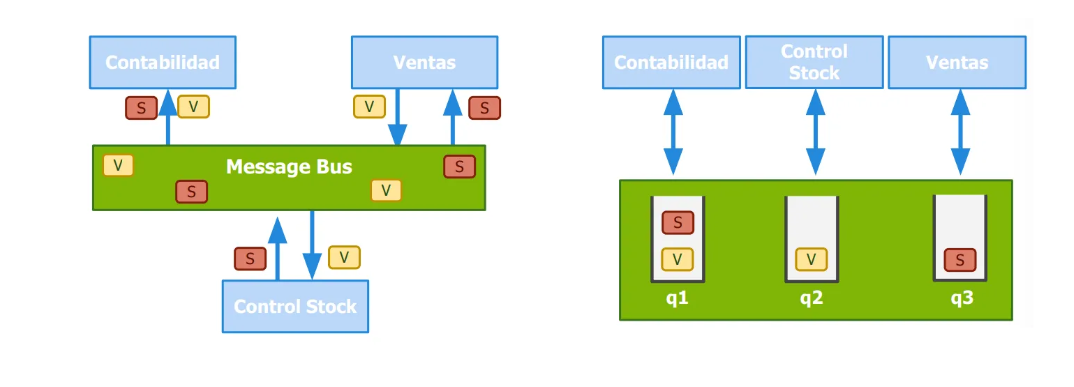 Contabilidad
Ventas
S
V
V
S
V
Message Bus
S
S
V
S
V
Control Stock
Contabilidad
Control
Stock
Ventas
S
V
V
S
q1
q2
q3